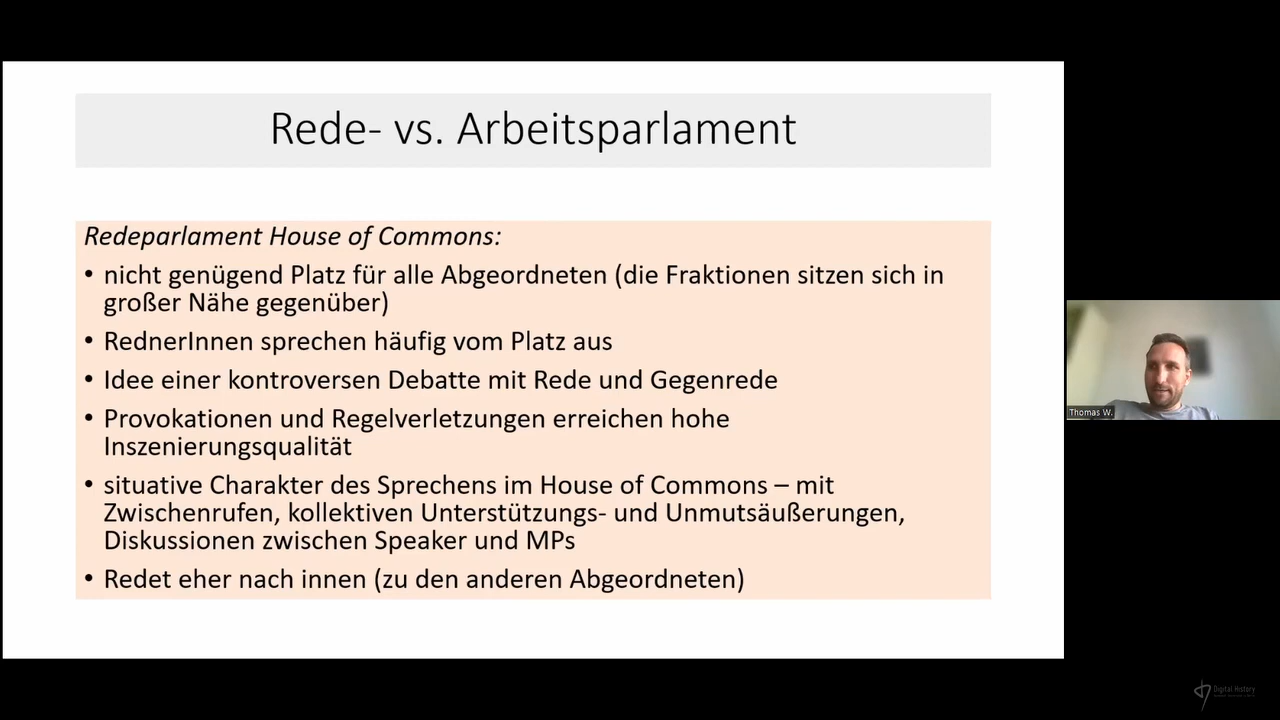 Rede- vs. Arbeitsparlament
Redeparlament House of Commons:
• nicht genügend Platz für alle Abgeordneten (die Fraktionen sitzen sich in
großer Nähe gegenüber)
• RednerInnen sprechen häufig vom Platz aus
• Idee einer kontroversen Debatte mit Rede und Gegenrede
• Provokationen und Regelverletzungen erreichen hohe
Inszenierungsqualität
• situative Charakter des Sprechens im House of Commons – mit
Zwischenrufen, kollektiven Unterstützungs- und Unmutsäußerungen,
Diskussionen zwischen Speaker und MPs
• Redet eher nach innen (zu den anderen Abgeordneten)
Thomas W.
Digital History